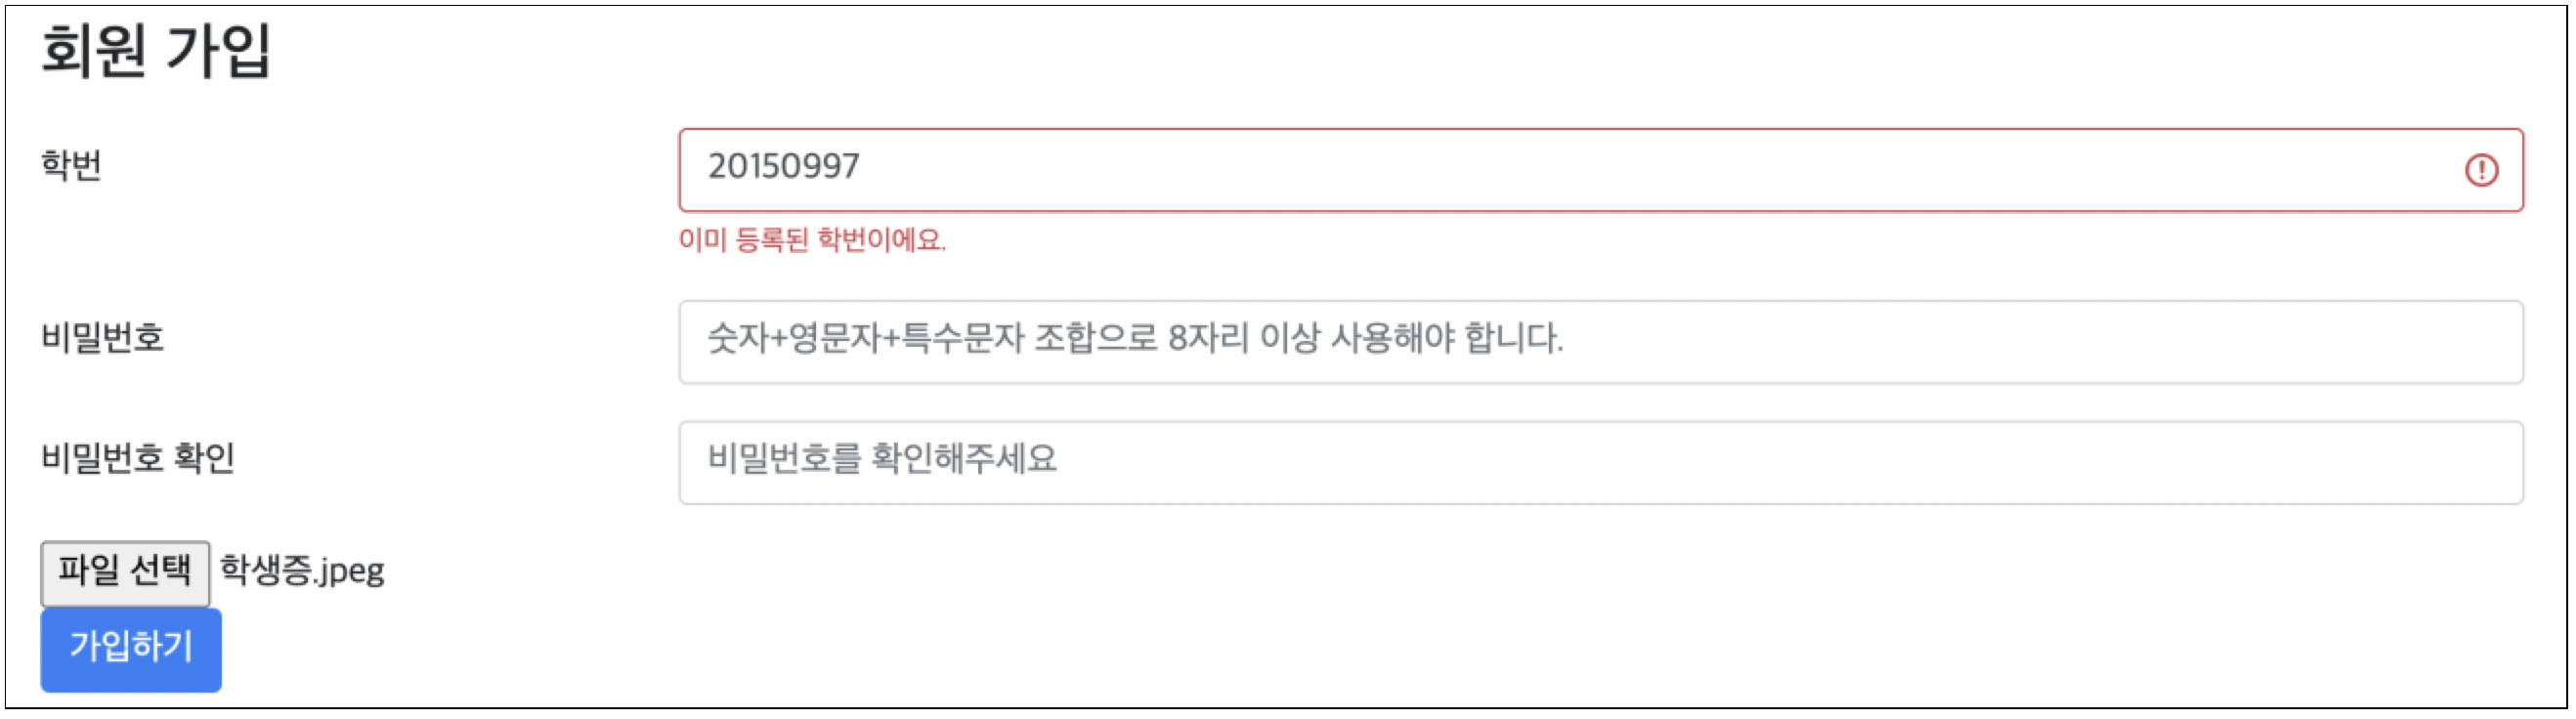 회원 가입
학번
20150997
이미 등록된 학번이에요.
비밀번호
숫자+영문자+특수문자 조합으로 8자리 이상 사용해야 합니다.
비밀번호 확인
비밀번호를 확인해주세요
파일 선택 학생증.jpeg
가입하기